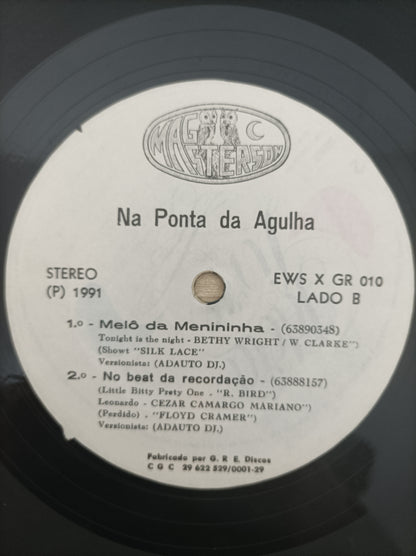 MAG
MASTERSOM
Na Ponta da Agulha
STEREO
(P) 1991
EWS X GR 010
LADO B
1.º - Melô da Menininha - (63890348)
Tonight is the night - BETHY WRIGHT / W. CLARKE")
(Showt "SILK LACE"
Versionista: (ADAUTO DJ.)
2.º - No beat da recordação - (63888157)
(Little Bitty Prety One - "R. BIRD")
Leonardo - CEZAR CAMARGO MARIANO")
(Perdido) - "FLOYD CRAMER")
Versionista: (ADAUTO DJ.)
Fabricado por G. R E. Discos
C G C 29 622 529/0001-29